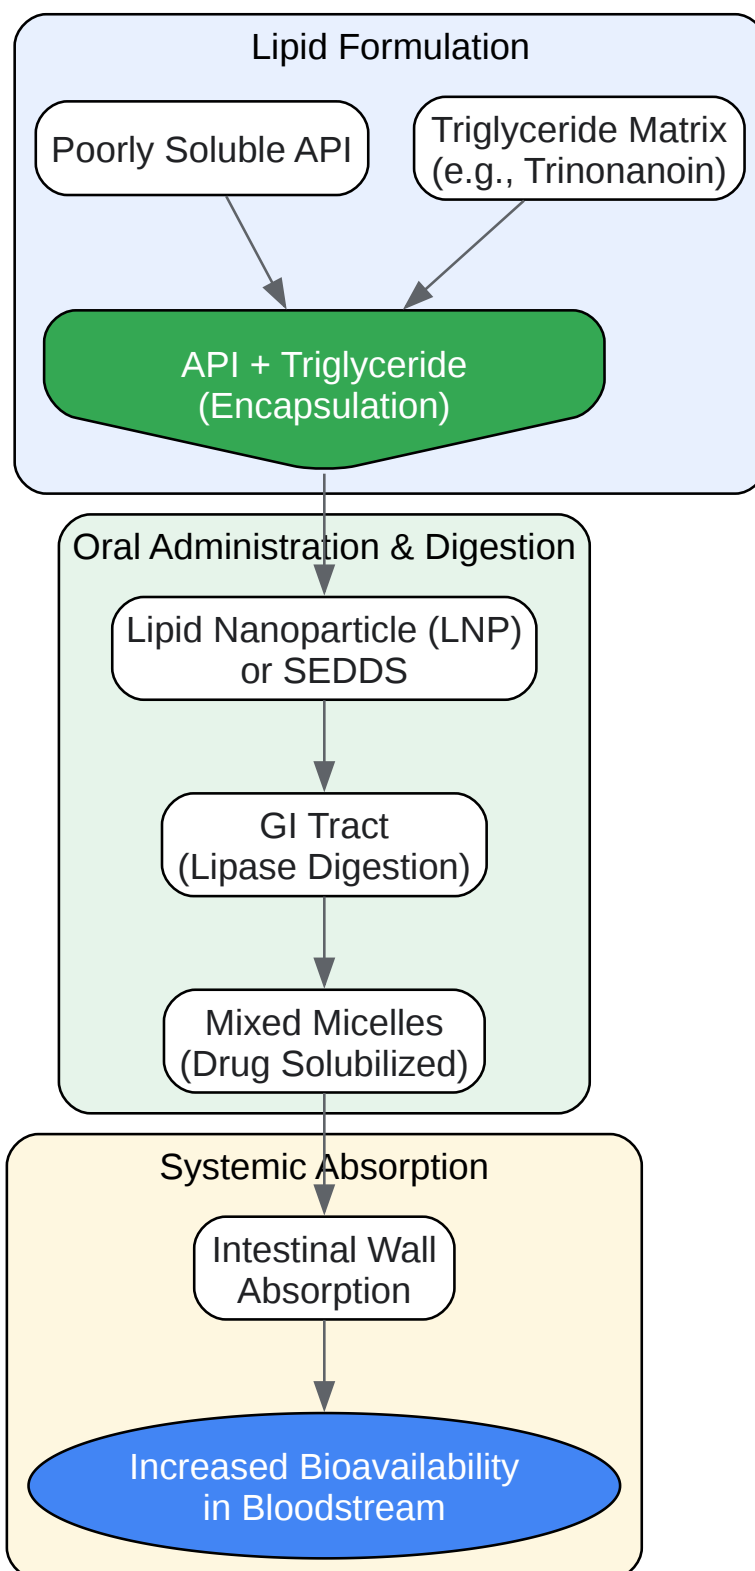 Lipid Formulation
Poorly Soluble API
Triglyceride Matrix
(e.g., Trinonanoin)
API + Triglyceride
(Encapsulation)
Oral Administration & Digestion
Lipid Nanoparticle (LNP)
or SEDDS
GI Tract
(Lipase Digestion)
Mixed Micelles
(Drug Solubilized)
Systemic Absorption
Intestinal Wall
Absorption
Increased Bioavailability
in Bloodstream